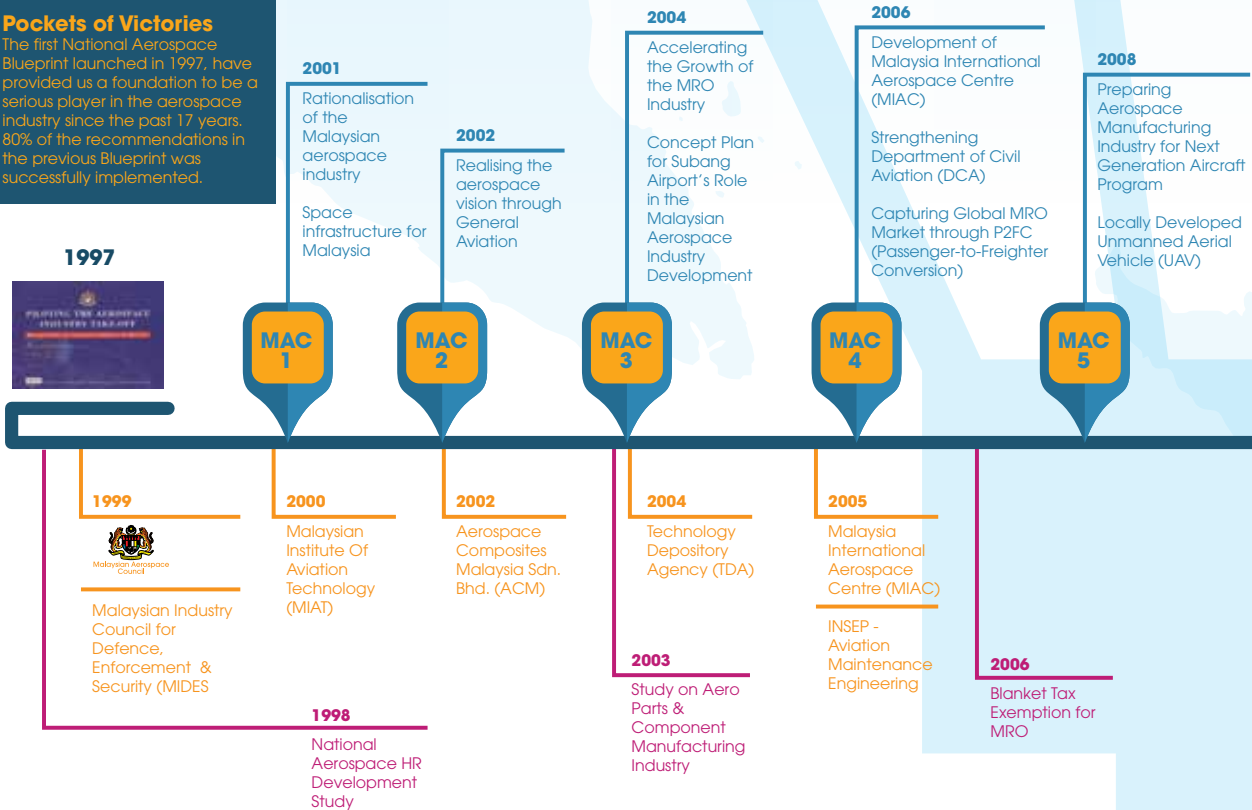 Pockets of Victories
The first National Aerospace
Blueprint launched in 1997, have
provided us a foundation to be a
serious player in the aerospace
industry since the past 17 years.
80% of the recommendations in
the previous Blueprint was
successfully implemented.
1997
PILOTING THE AEROSPACE
INDUSTRY TAKE-OFF
2001
Rationalisation
of the
Malaysian
aerospace
industry
Space
infrastructure for
Malaysia
MAC
1
2002
Realising the
aerospace
vision through
General
Aviation
MAC
2
2004
Accelerating
the Growth of
the MRO
Industry
Concept Plan
for Subang
Airport's Role
in the
Malaysian
Aerospace
Industry
Development
MAC
3
2006
Development of
Malaysia International
Aerospace Centre
(MIAC)
Strengthening
Department of Civil
Aviation (DCA)
Capturing Global MRO
Market through P2FC
(Passenger-to-Freighter
Conversion)
MAC
4
2008
Preparing
Aerospace
Manufacturing
Industry for Next
Generation Aircraft
Program
Locally Developed
Unmanned Aerial
Vehicle (UAV)
MAC
5
1999
Malaysian Aerospace
Council
Malaysian Industry
Council for
Defence,
Enforcement &
Security (MIDES
1998
National
Aerospace HR
Development
Study
2000
Malaysian
Institute Of
Aviation
Technology
(MIAT)
2002
Aerospace
Composites
Malaysia Sdn.
Bhd. (ACM)
2004
Technology
Depository
Agency (TDA)
2003
Study on Aero
Parts &
Component
Manufacturing
Industry
2005
Malaysia
International
Aerospace
Centre (MIAC)
INSEP -
Aviation
Maintenance
Engineering
2006
Blanket Tax
Exemption for
MRO